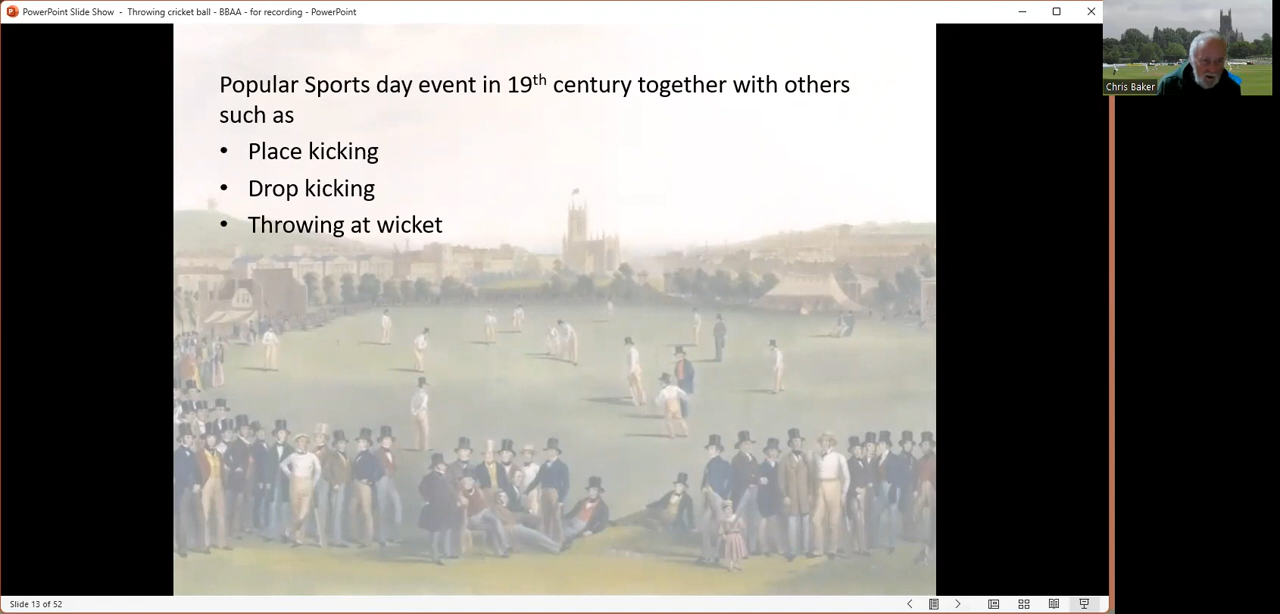 PowerPoint Slide Show - Throwing cricket ball - BBAA - for recording - PowerPoint
Popular Sports day event in 19th century together with others
such as
• Place kicking
• Drop kicking
• Throwing at wicket
Chris Baker
Slide 13 of 52